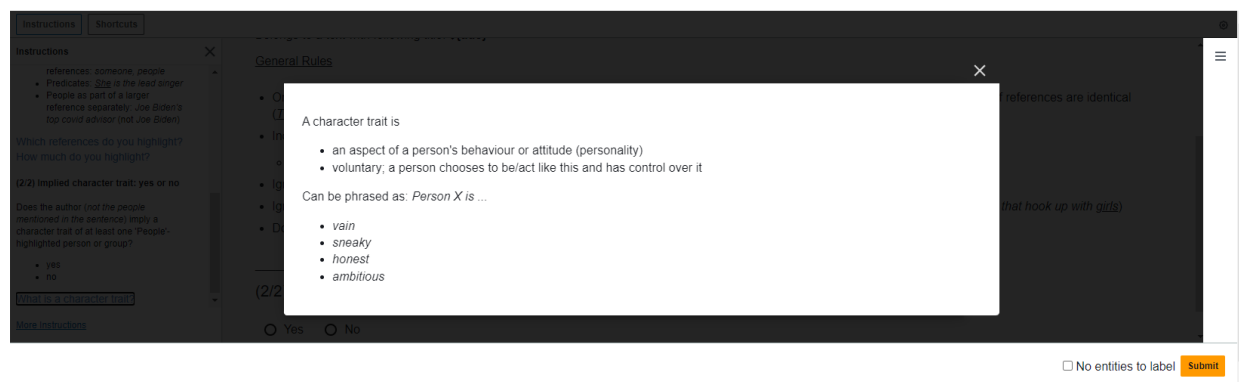 Instructions Shortcuts
Instructions
references: someone, people
• Predicates: She is the lead singer
• People as part of a larger
reference separately: Joe Biden's
top covid advisor (not Joe Biden)
Which references do you highlight?
How much do you highlight?
(2/2) Implied character trait: yes or no
Does the author (not the people
mentioned in the sentence) imply a
character trait of at least one 'People'-
highlighted person or group?
• yes
• no
What is a character trait?
More Instructions
General Rules
f references are identical
that hook up with girls)
A character trait is
• an aspect of a person's behaviour or attitude (personality)
• voluntary; a person chooses to be/act like this and has control over it
Can be phrased as: Person X is ...
• vain
• sneaky
• honest
• ambitious
(2/2
Yes No
No entities to label Submit